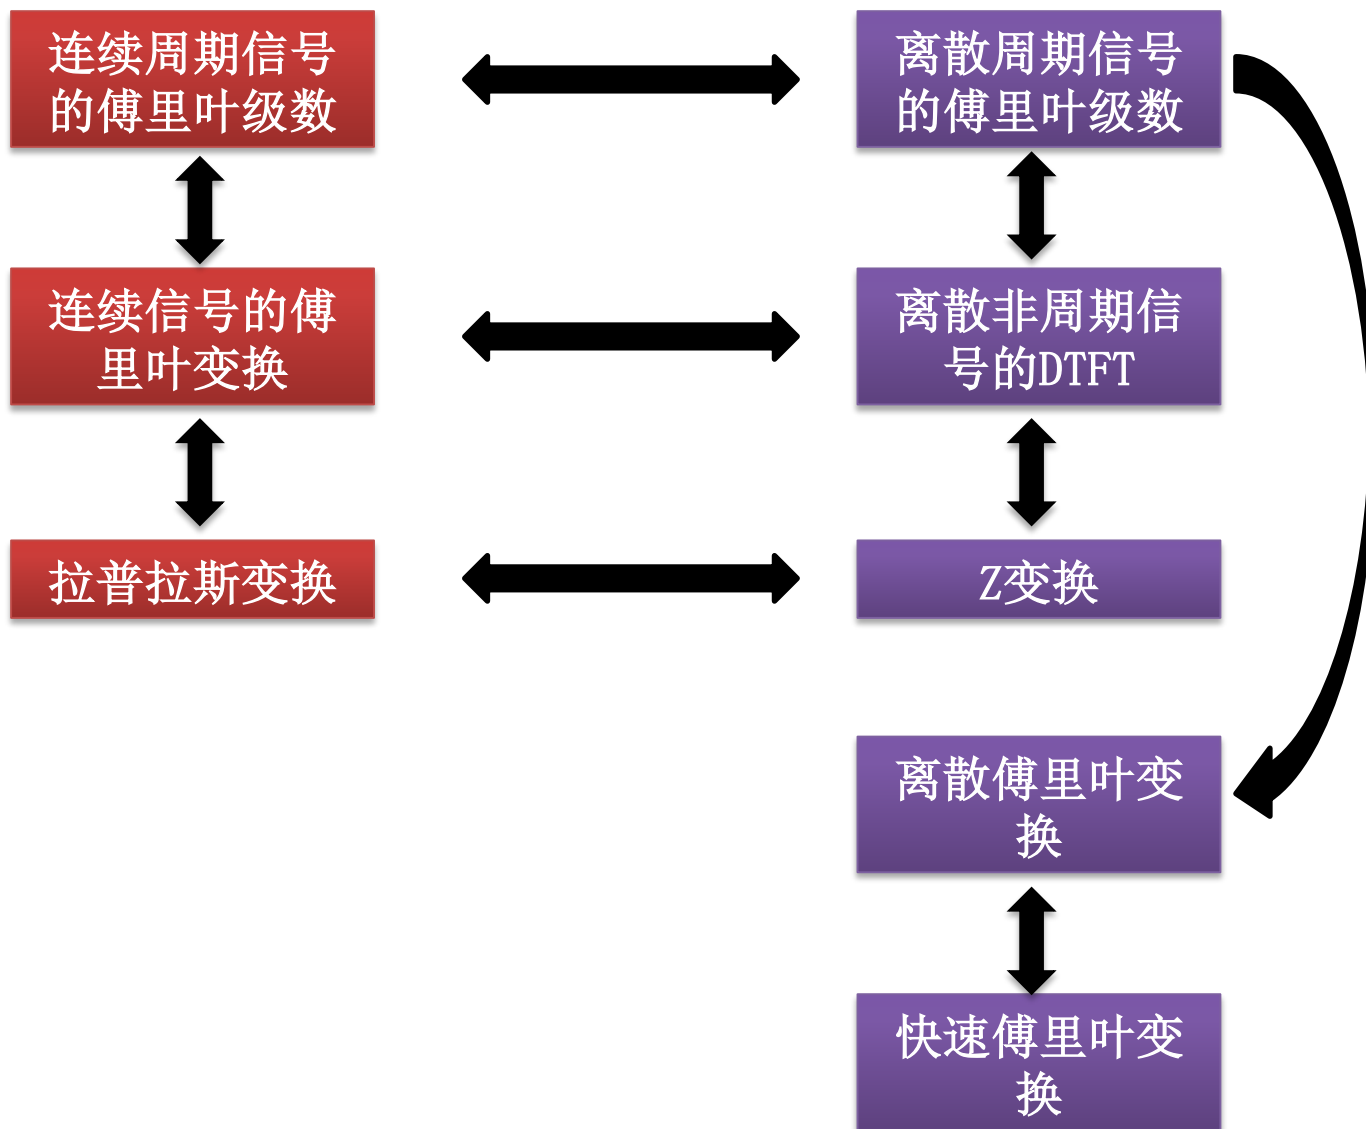 连续周期信号
的傅里叶级数
离散周期信号
的傅里叶级数
连续信号的傅
里叶变换
离散非周期信
号的DTFT
拉普拉斯变换
Z变换
离散傅里叶变
换
快速傅里叶变
换